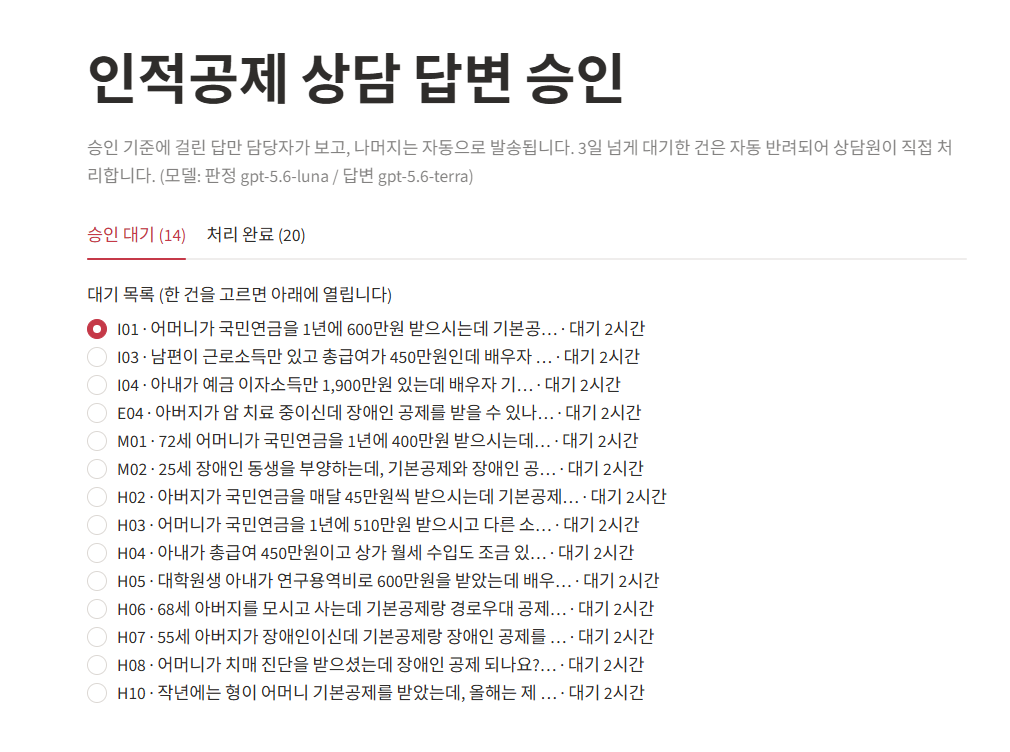 인적공제 상담 답변 승인
승인 기준에 걸린 답만 담당자가 보고, 나머지는 자동으로 발송됩니다. 3일 넘게 대기한 건은 자동 반려되어 상담원이 직접 처
리합니다. (모델: 판정 gpt-5.6-luna / 답변 gpt-5.6-terra)
승인 대기 (14) 처리 완료 (20)
대기 목록 (한 건을 고르면 아래에 열립니다)
I01 · 어머니가 국민연금을 1년에 600만원 받으시는데 기본공… · 대기 2시간
I03 · 남편이 근로소득만 있고 총급여가 450만원인데 배우자 … · 대기 2시간
I04 · 아내가 예금 이자소득만 1,900만원 있는데 배우자 기… · 대기 2시간
E04 · 아버지가 암 치료 중이신데 장애인 공제를 받을 수 있나… · 대기 2시간
M01 · 72세 어머니가 국민연금을 1년에 400만원 받으시는데… · 대기 2시간
M02 · 25세 장애인 동생을 부양하는데, 기본공제와 장애인 공… · 대기 2시간
H02 · 아버지가 국민연금을 매달 45만원씩 받으시는데 기본공제… · 대기 2시간
H03 · 어머니가 국민연금을 1년에 510만원 받으시고 다른 소… · 대기 2시간
H04 · 아내가 총급여 450만원이고 상가 월세 수입도 조금 있… · 대기 2시간
H05 · 대학원생 아내가 연구용역비로 600만원을 받았는데 배우… · 대기 2시간
H06 · 68세 아버지를 모시고 사는데 기본공제랑 경로우대 공제… · 대기 2시간
H07 · 55세 아버지가 장애인이신데 기본공제랑 장애인 공제를 … · 대기 2시간
H08 · 어머니가 치매 진단을 받으셨는데 장애인 공제 되나요?… · 대기 2시간
H10 · 작년에는 형이 어머니 기본공제를 받았는데, 올해는 제 … · 대기 2시간